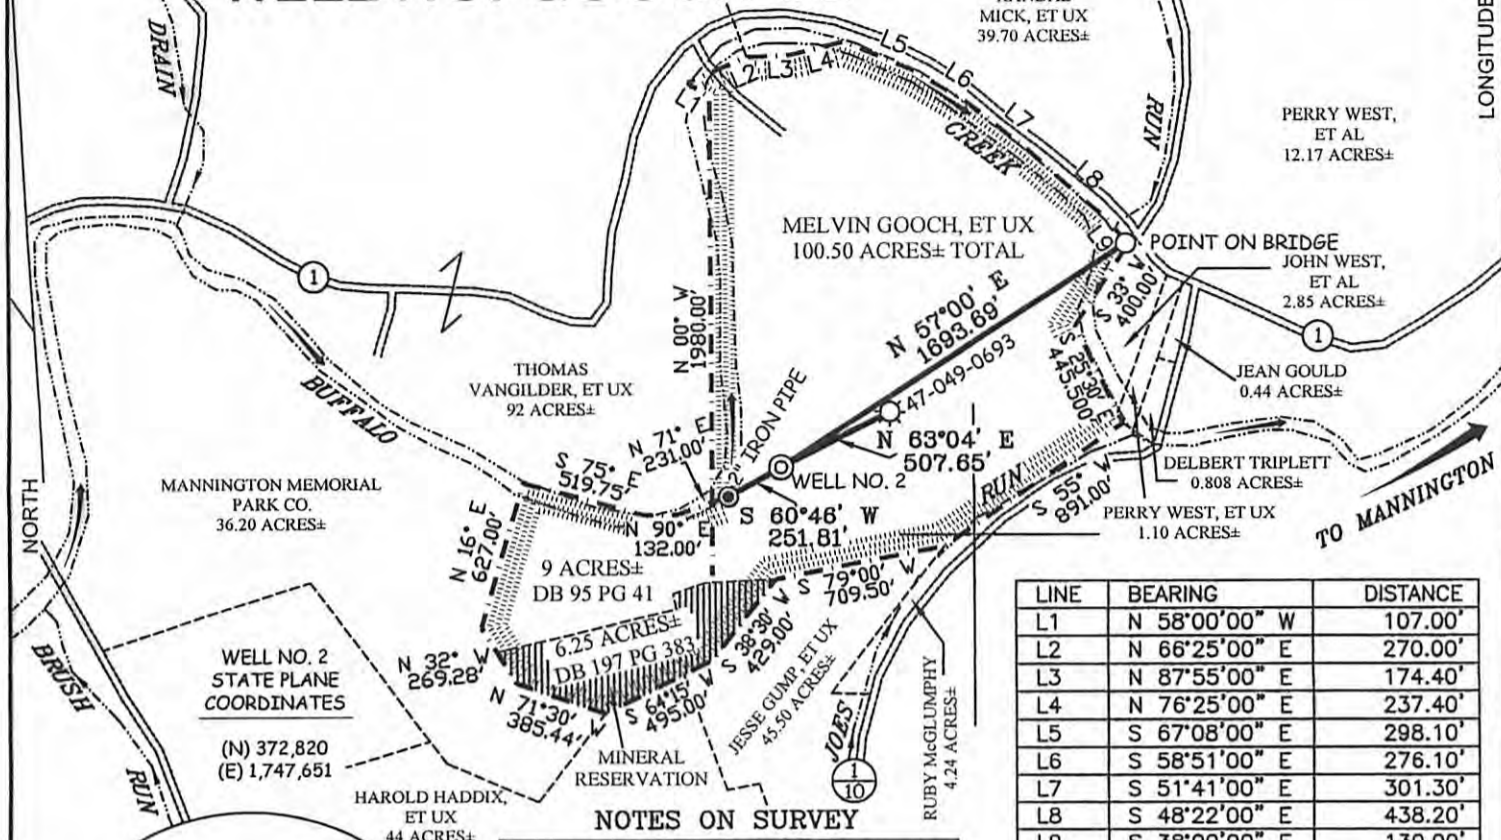 MICK, ET UX
39.70 ACRES±
LONGITUDE
DRAIN
L1
L2
L3
L4
L5
L6
L7
L8
L9
RUN
CREEK
PERRY WEST,
ET AL
12.17 ACRES±
MELVIN GOOCH, ET UX
100.50 ACRES± TOTAL
POINT ON BRIDGE
JOHN WEST,
ET AL
2.85 ACRES±
1
N 00° W
1980.00'
N 57°00' E
1693.69'
S 33° W
400.00'
1
S 25°30' E
445.500'
47-049-0693
JEAN GOULD
0.44 ACRES±
THOMAS
VANGILDER, ET UX
92 ACRES±
BUFFALO
IRON PIPE
N 71° E
231.00'
N 63°04' E
507.65'
S 75° E
519.75'
WELL NO. 2
DELBERT TRIPLETT
0.808 ACRES±
NORTH
MANNINGTON MEMORIAL
PARK CO.
36.20 ACRES±
RUN
S 55° W
891.00'
PERRY WEST, ET UX
1.10 ACRES±
TO MANNINGTON
N 90° E
132.00'
S 60°46' W
251.81'
N 16° E
627.00'
9 ACRES±
DB 95 PG 41
S 79°00' W
709.50'
6.25 ACRES±
DB 197 PG 383
S 38°30' W
429.00'
N 32° W
269.28'
N 71°30' W
385.44'
S 64°15' W
495.00'
JESSE GUMP, ET UX
45.50 ACRES±
JOES
1
10
RUBY McGLUMPHY
4.24 ACRES±
MINERAL
RESERVATION
BRUSH
RUN
WELL NO. 2
STATE PLANE
COORDINATES
(N) 372,820
(E) 1,747,651
HAROLD HADDIX,
ET UX
44 ACRES±
NOTES ON SURVEY
LINE BEARING DISTANCE
L1 N 58°00'00" W 107.00'
L2 N 66°25'00" E 270.00'
L3 N 87°55'00" E 174.40'
L4 N 76°25'00" E 237.40'
L5 S 67°08'00" E 298.10'
L6 S 58°51'00" E 276.10'
L7 S 51°41'00" E 301.30'
L8 S 48°22'00" E 438.20'